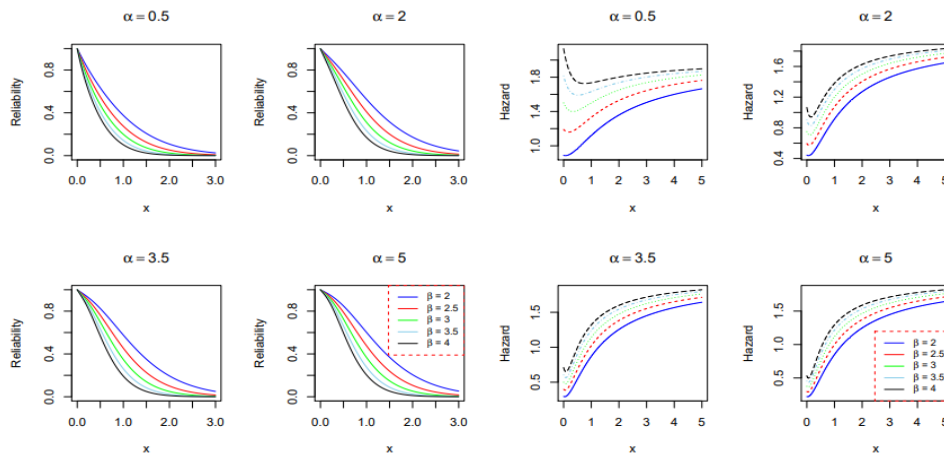 α = 0.5
α = 2
α = 0.5
α = 2
Reliability
0.0 0.4 0.8
0.0 1.0 2.0 3.0
x
Reliability
0.0 0.4 0.8
0.0 1.0 2.0 3.0
x
Hazard
1.0 1.4 1.8
0 1 2 3 4 5
x
Hazard
0.4 0.8 1.2 1.6
0 1 2 3 4 5
x
α = 3.5
α = 5
α = 3.5
α = 5
Reliability
0.0 0.4 0.8
0.0 1.0 2.0 3.0
x
Reliability
0.0 0.4 0.8
β = 2
β = 2.5
β = 3
β = 3.5
β = 4
0.0 1.0 2.0 3.0
x
Hazard
0.5 1.0 1.5
0 1 2 3 4 5
x
Hazard
0.5 1.0 1.5
β = 2
β = 2.5
β = 3
β = 3.5
β = 4
0 1 2 3 4 5
x